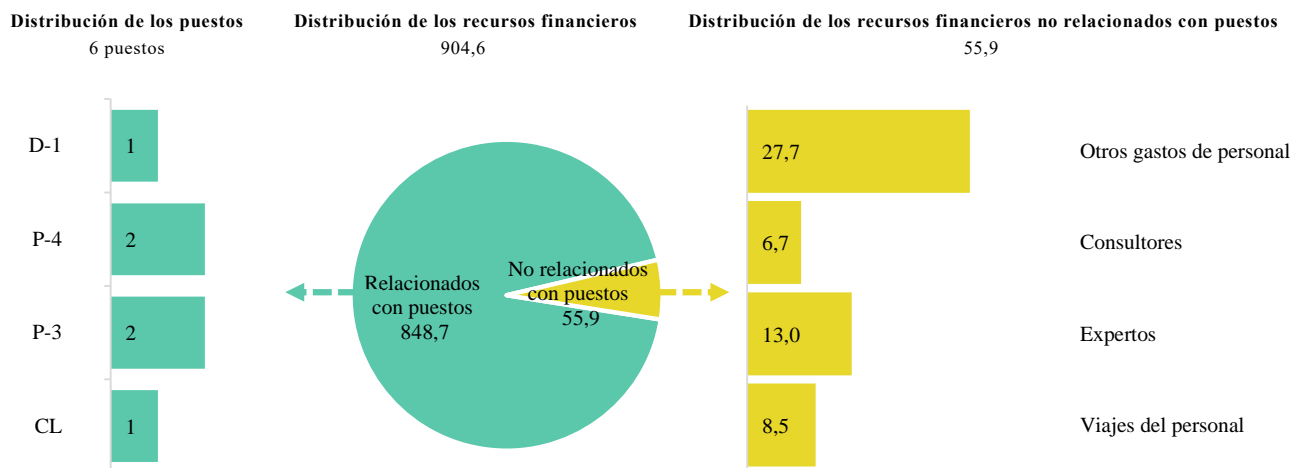 Distribución de los puestos
6 puestos
Distribución de los recursos financieros
904,6
Distribución de los recursos financieros no relacionados con puestos
55,9
D-1
1
P-4
2
P-3
2
CL
1
Relacionados
con puestos
848,7
No relacionados
con puestos
55,9
27,7
Otros gastos de personal
6,7
Consultores
13,0
Expertos
8,5
Viajes del personal